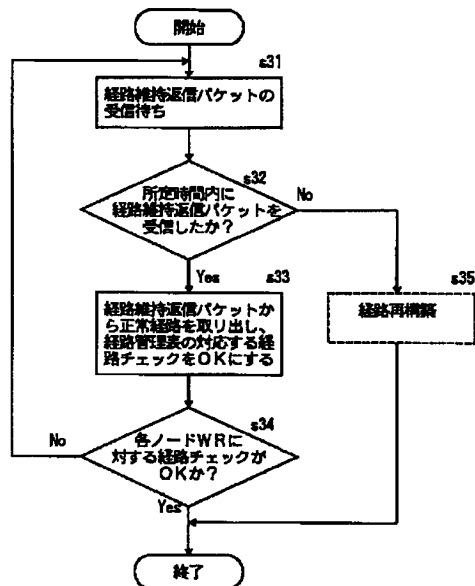 開始
s31
経路維持返信パケットの
受信待ち
s32
所定時間内に
経路維持返信パケットを
受信したか？
No
Yes
s33
s35
経路維持返信パケットか
ら正常経路を取り出し、
経路管理表の対応する経
路チェックをOKにする
経路再構築
s34
No
各ノードWRに
対する経路チェックが
OKか？
Yes
終了